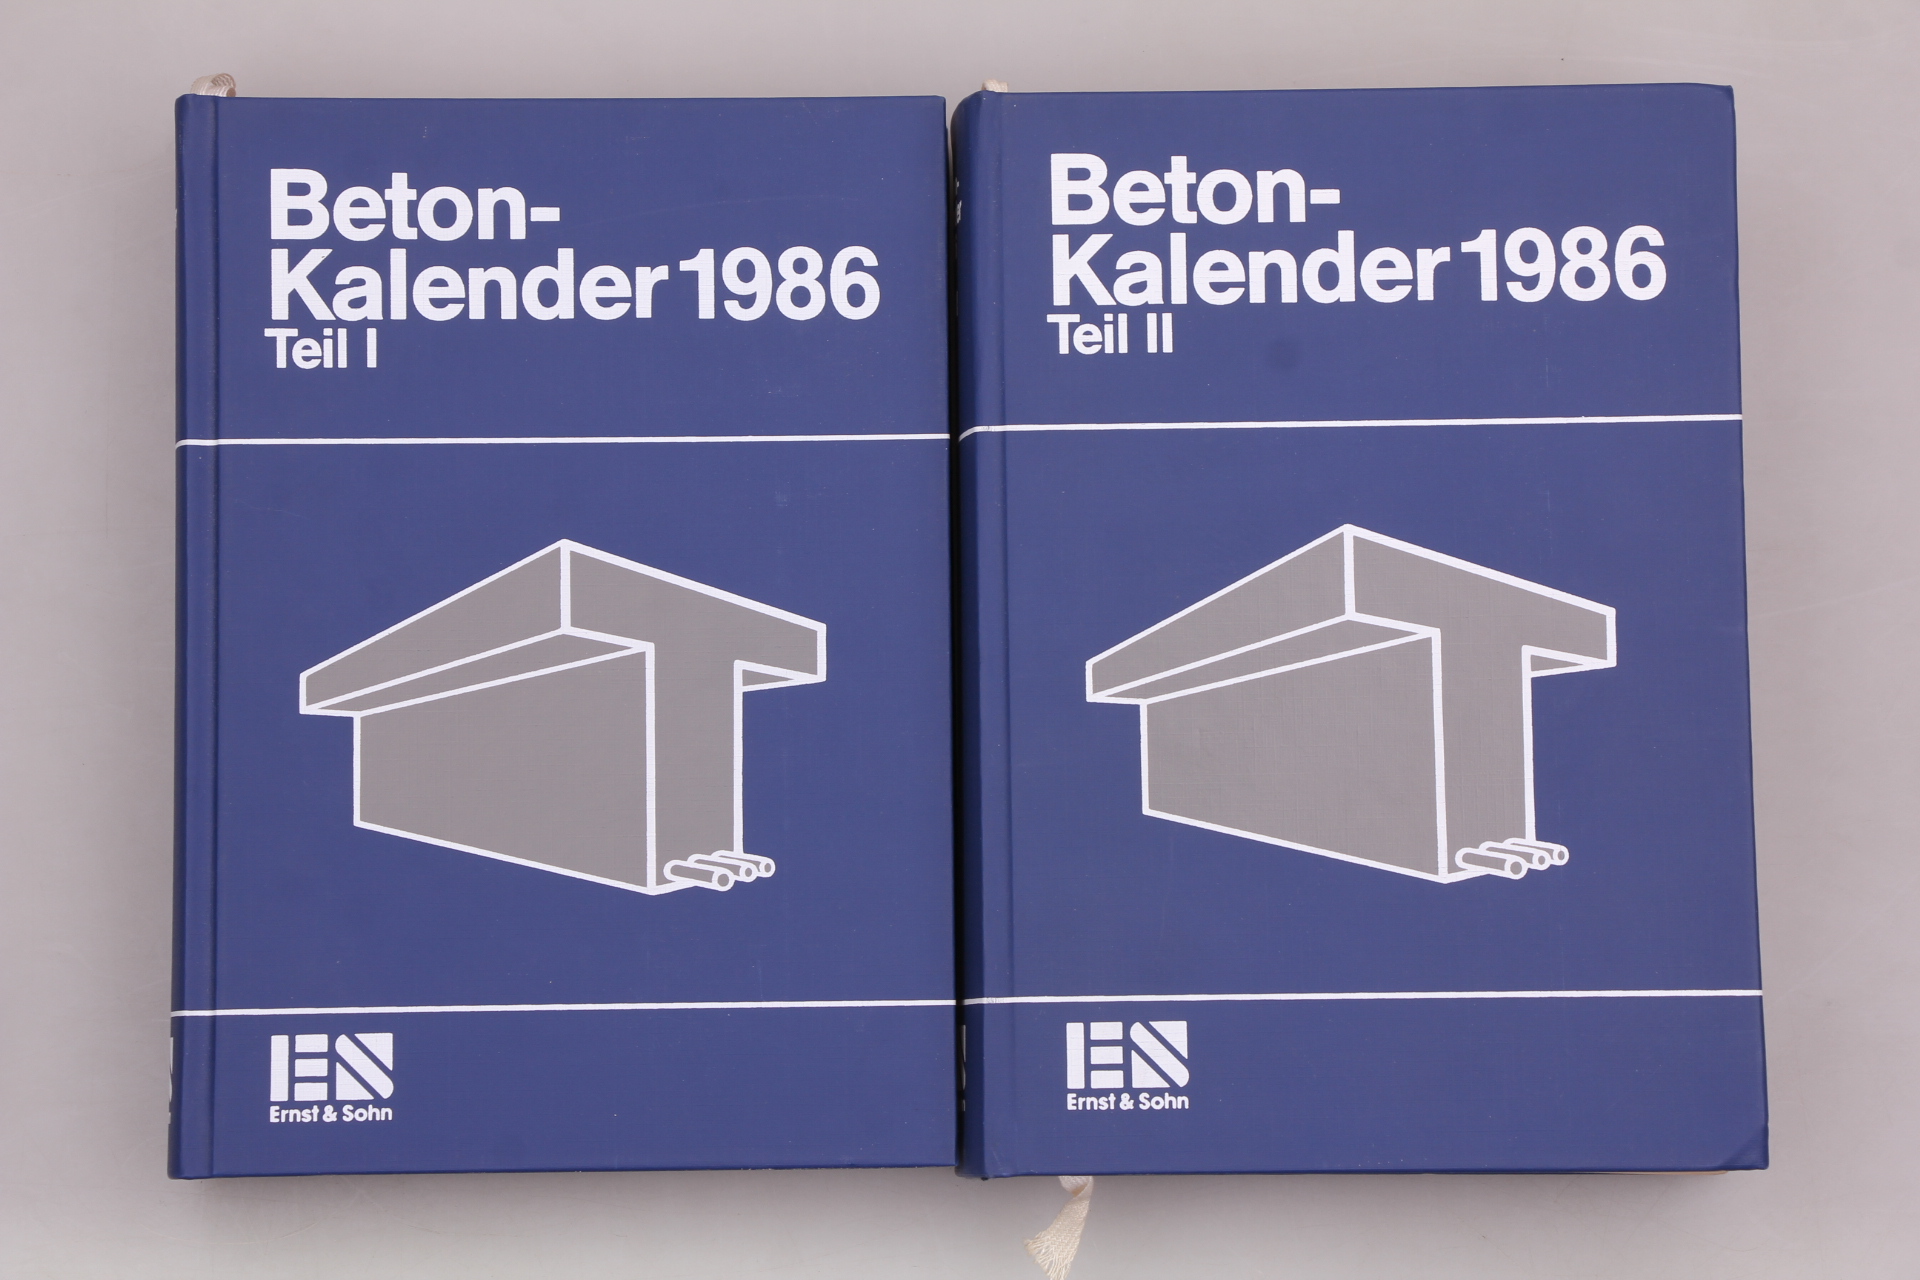 Beton-
Kalender 1986
Teil I
ES
Ernst & Sohn
Beton-
Kalender 1986
Teil II
ES
Ernst & Sohn